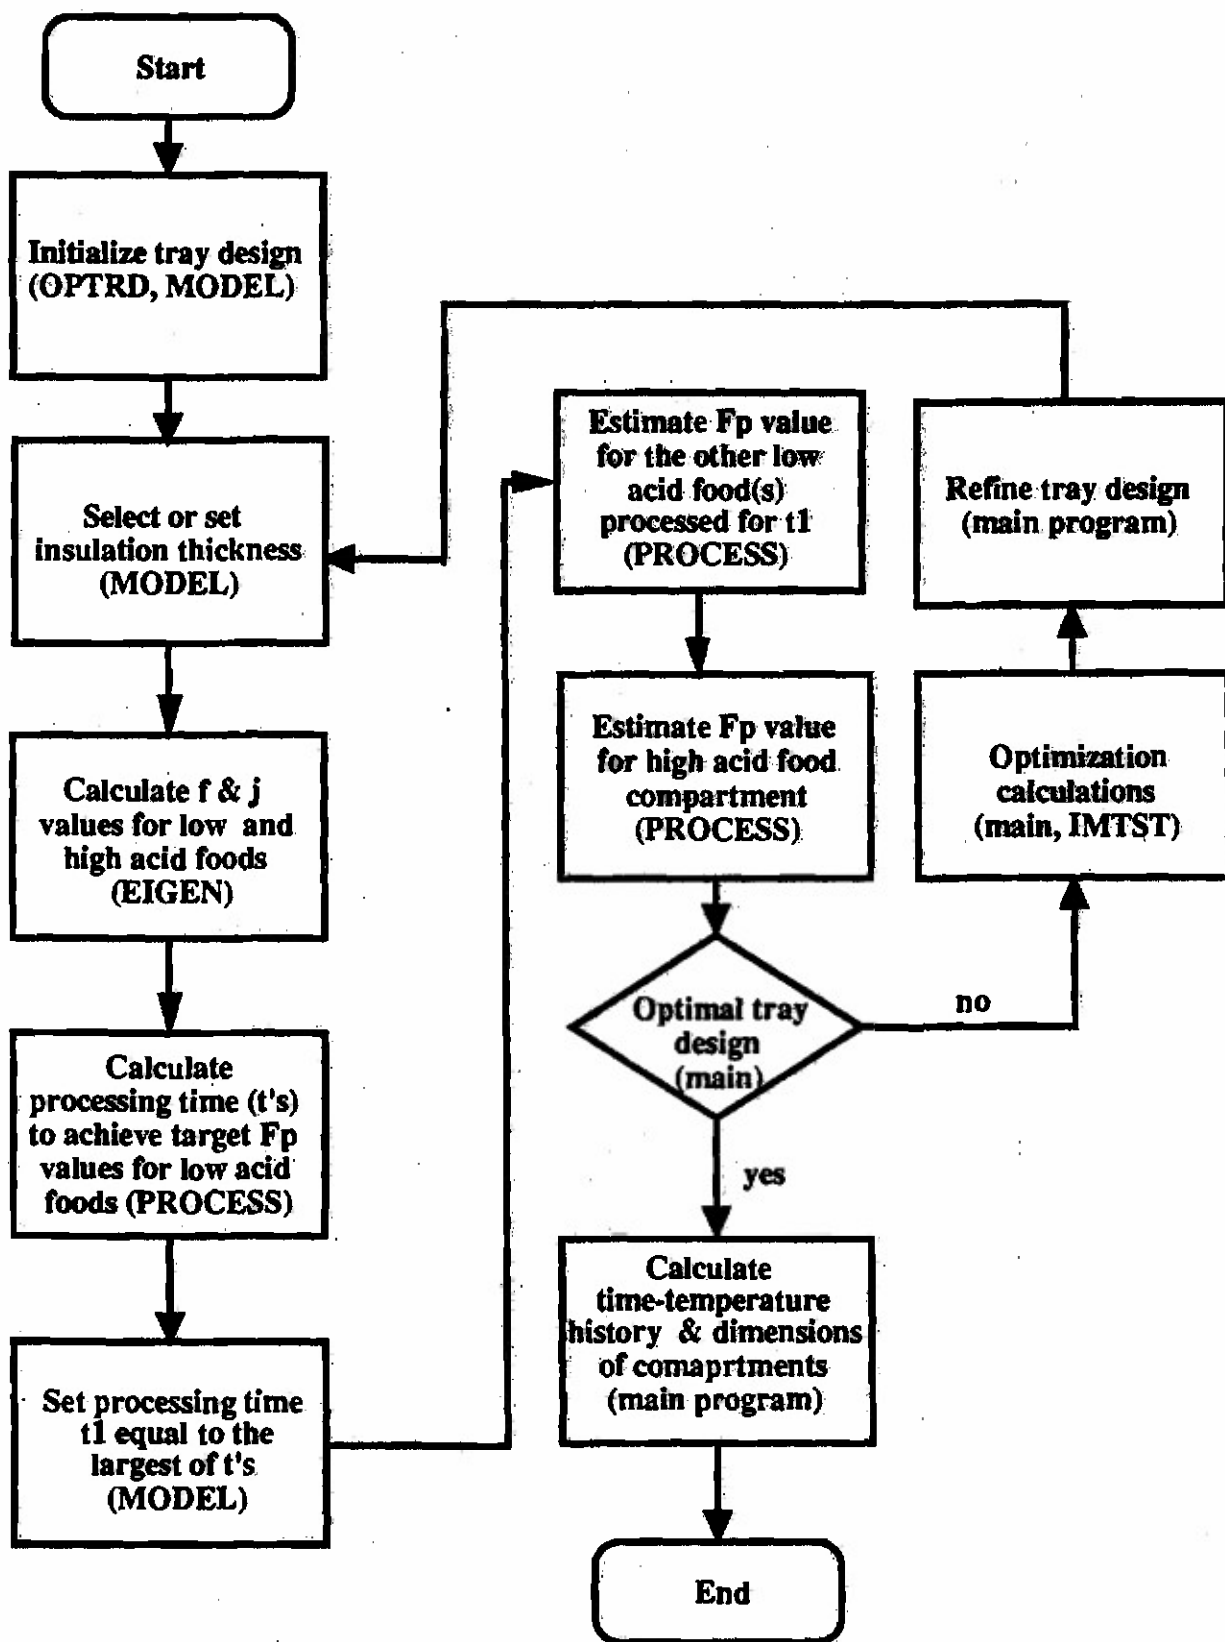 Start
Initialize tray design
(OPTRD, MODEL)
Select or set
insulation thickness
(MODEL)
Calculate f & j
values for low and
high acid foods
(EIGEN)
Calculate
processing time (t's)
to achieve target Fp
values for low acid
foods (PROCESS)
Set processing time
t1 equal to the
largest of t's
(MODEL)
Estimate Fp value
for the other low
acid food(s)
processed for t1
(PROCESS)
Estimate Fp value
for high acid food
compartment
(PROCESS)
Optimal tray
design
(main)
no
Optimization
calculations
(main, IMTST)
Refine tray design
(main program)
yes
Calculate
time-temperature
history & dimensions
of comaprtments
(main program)
End